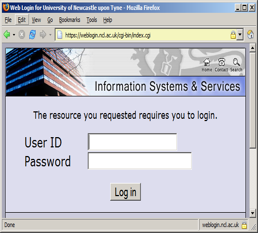 Web Login for University of Newcastle upon Tyne - Mozilla Firefox
File Edit View Go Bookmarks Tools Help
https://weblogin.ncl.ac.uk/cgi-bin/index.cgi
Home Contact Search
Information Systems & Services
The resource you requested requires you to login.
User ID
Password
Log in
Done weblogin.ncl.ac.uk